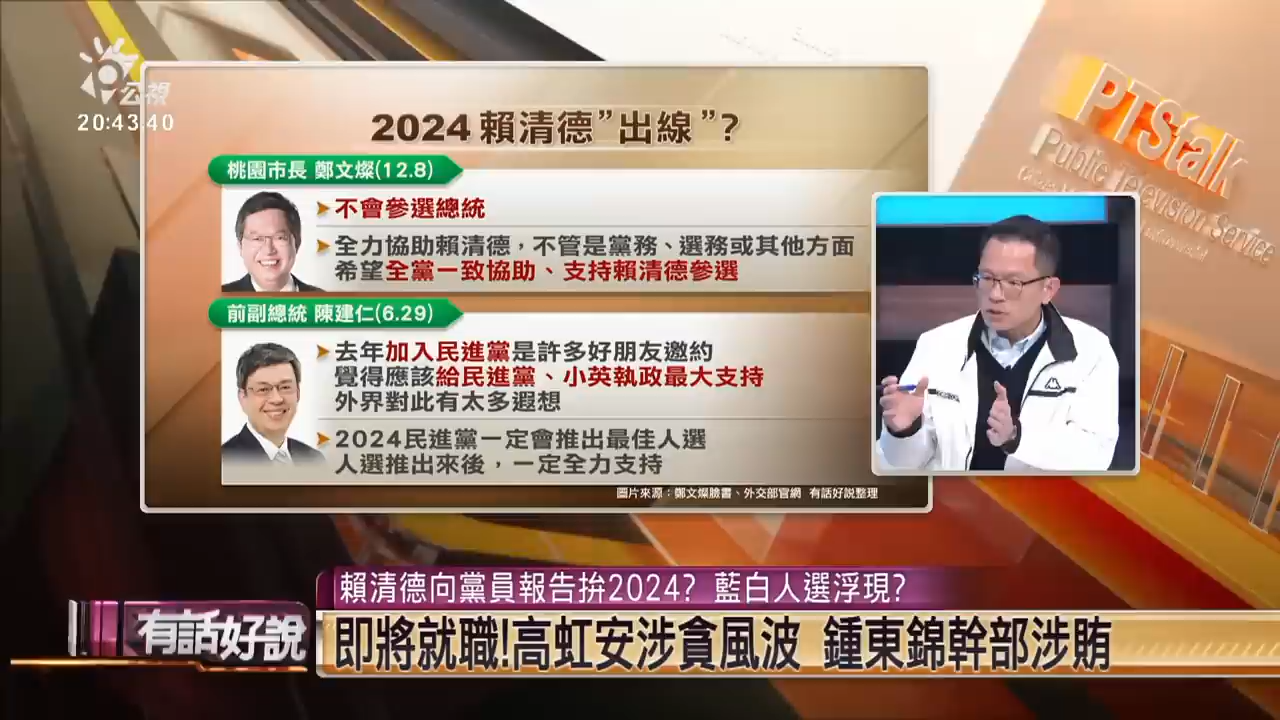 公視
20:43:40
2024 賴清德”出線”?
桃園市長 鄭文燦(12.8)
不會參選總統
全力協助賴清德，不管是黨務、選務或其他方面
希望全黨一致協助、支持賴清德參選
前副總統 陳建仁(6.29)
去年加入民進黨是許多好朋友邀約
覺得應該給民進黨、小英執政最大支持
外界對此有太多遐想
2024民進黨一定會推出最佳人選
人選推出來後，一定全力支持
圖片來源：鄭文燦臉書、外交部官網 有話好說整理
PTStalk
Public Television Service
賴清德向黨員報告拚2024? 藍白人選浮現?
有話好說
即將就職!高虹安涉貪風波 鍾東錦幹部涉賄